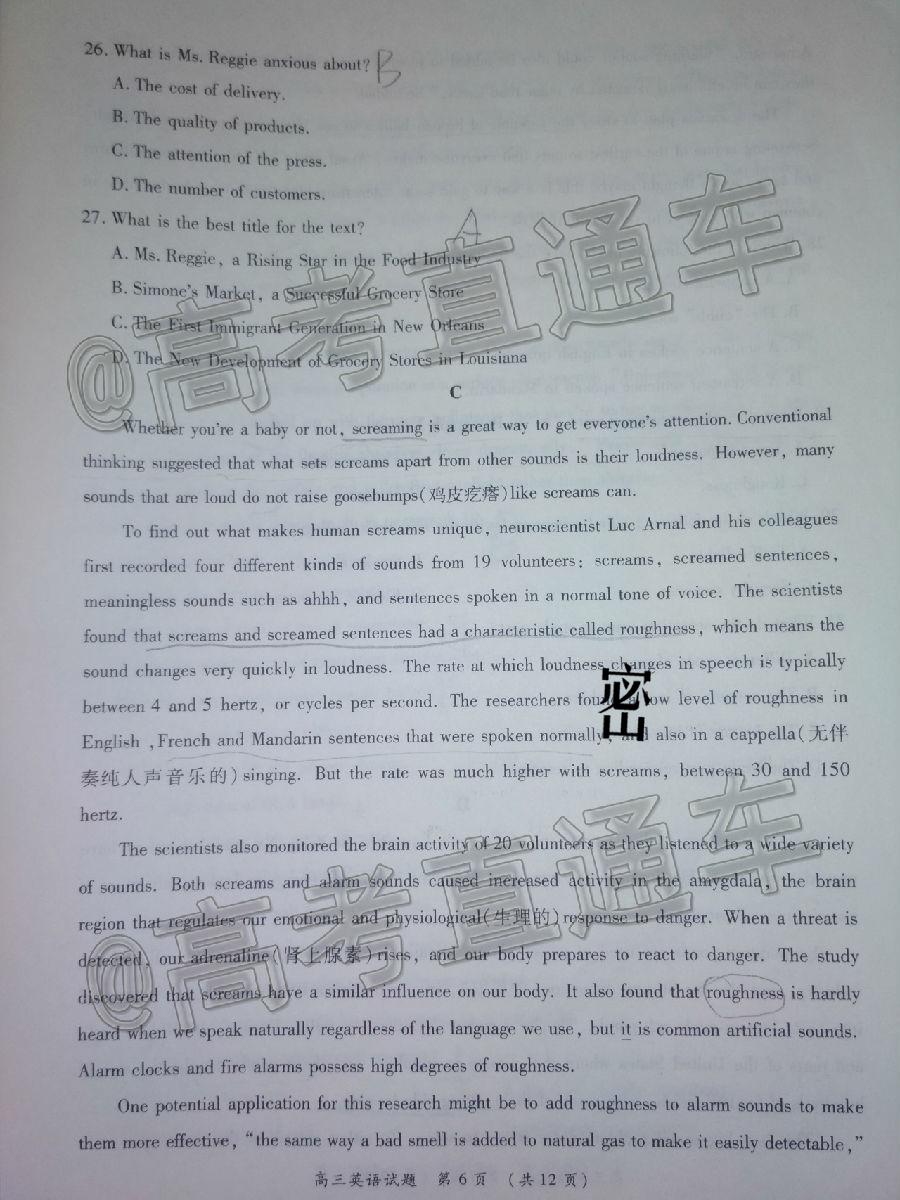 26. What is Ms. Reggie anxious about? B
A. The cost of delivery.
B. The quality of products.
C. The attention of the press.
D. The number of customers.
27. What is the best title for the text? A
A. Ms. Reggie, a Rising Star in the Food Industry
B. Simone's Market, a Successful Grocery Store
C. The First Immigrant Generation in New Orleans
D. The New Development of Grocery Stores in Louisiana
@高考直通车
C
Whether you're a baby or not, screaming is a great way to get everyone's attention. Conventional
thinking suggested that what sets screams apart from other sounds is their loudness. However, many
sounds that are loud do not raise goosebumps(鸡皮疙瘩)like screams can.
To find out what makes human screams unique, neuroscientist Luc Arnal and his colleagues
first recorded four different kinds of sounds from 19 volunteers: screams, screamed sentences,
meaningless sounds such as ahhh, and sentences spoken in a normal tone of voice. The scientists
found that screams and screamed sentences had a characteristic called roughness, which means the
sound changes very quickly in loudness. The rate at which loudness changes in speech is typically
between 4 and 5 hertz, or cycles per second. The researchers low level of roughness in
English ,French and Mandarin sentences that were spoken normally, also in a cappella(无伴
奏纯人声音乐的)singing. But the rate was much higher with screams, between 30 and 150
hertz.
密
The scientists also monitored the brain activity of 20 volunteers as they listened to a wide variety
of sounds. Both screams and alarm sounds caused increased activity in the amygdala, the brain
region that regulates our emotional and physiological(生理的)response to danger. When a threat is
detected, our adrenaline(肾上腺素)rises, and our body prepares to react to danger. The study
discovered that screams have a similar influence on our body. It also found that roughness is hardly
heard when we speak naturally regardless of the language we use, but it is common artificial sounds.
Alarm clocks and fire alarms possess high degrees of roughness.
@高考直通车
One potential application for this research might be to add roughness to alarm sounds to make
them more effective, "the same way a bad smell is added to natural gas to make it easily detectable,"
高三英语试题 第 6 页 (共 12 页)